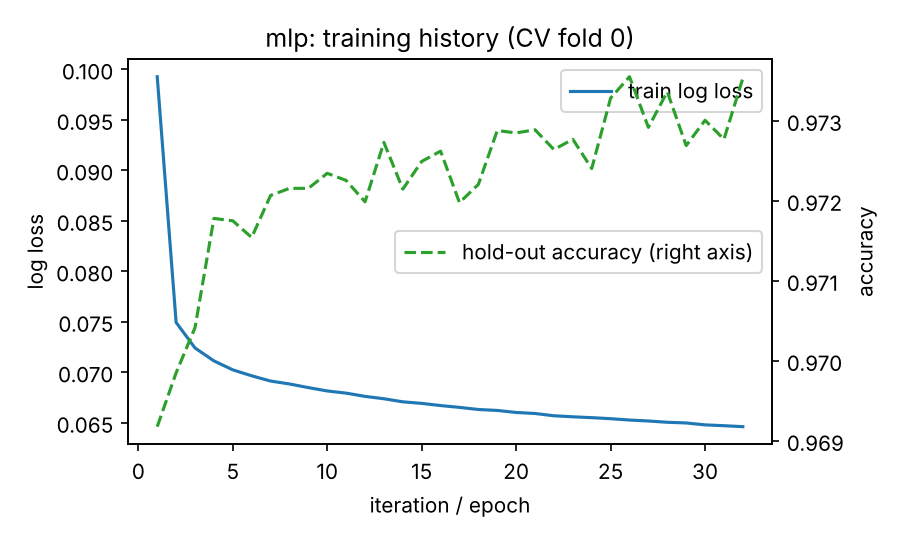 mlp: training history (CV fold 0)
train log loss
hold-out accuracy (right axis)
log loss
0.100
0.095
0.090
0.085
0.080
0.075
0.070
0.065
accuracy
0.973
0.972
0.971
0.970
0.969
0 5 10 15 20 25 30
iteration / epoch